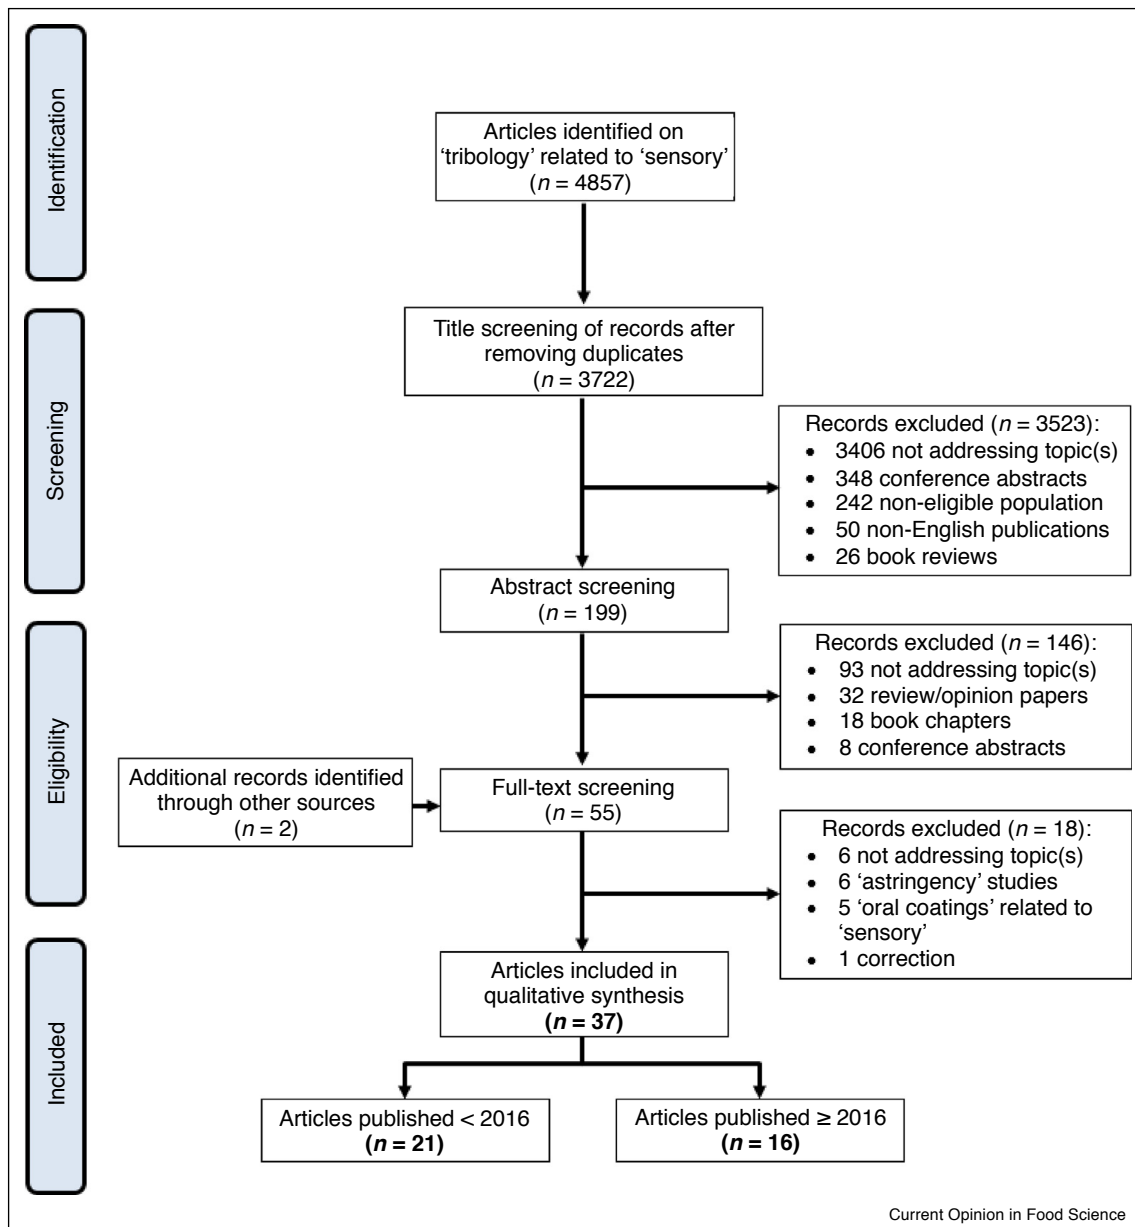 Identification
Articles identified on
‘tribology’ related to ‘sensory’
(n = 4857)
Screening
Title screening of records after
removing duplicates
(n = 3722)
Records excluded (n = 3523):
• 3406 not addressing topic(s)
• 348 conference abstracts
• 242 non-eligible population
• 50 non-English publications
• 26 book reviews
Abstract screening
(n = 199)
Eligibility
Records excluded (n = 146):
• 93 not addressing topic(s)
• 32 review/opinion papers
• 18 book chapters
• 8 conference abstracts
Additional records identified
through other sources
(n = 2)
Full-text screening
(n = 55)
Records excluded (n = 18):
• 6 not addressing topic(s)
• 6 ‘astringency’ studies
• 5 ‘oral coatings’ related to
‘sensory’
• 1 correction
Included
Articles included in
qualitative synthesis
(n = 37)
Articles published < 2016
(n = 21)
Articles published ≥ 2016
(n = 16)
Current Opinion in Food Science